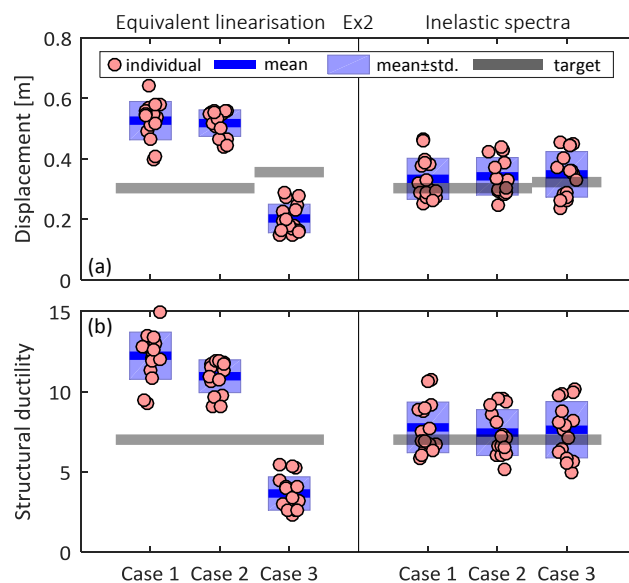 Equivalent linearisation Ex2 Inelastic spectra
0.8
individual mean mean±std. target
0.6
0.4
0.2
0
Displacement [m]
(a)
15
(b)
10
5
0
Structural ductility
Case 1 Case 2 Case 3 Case 1 Case 2 Case 3